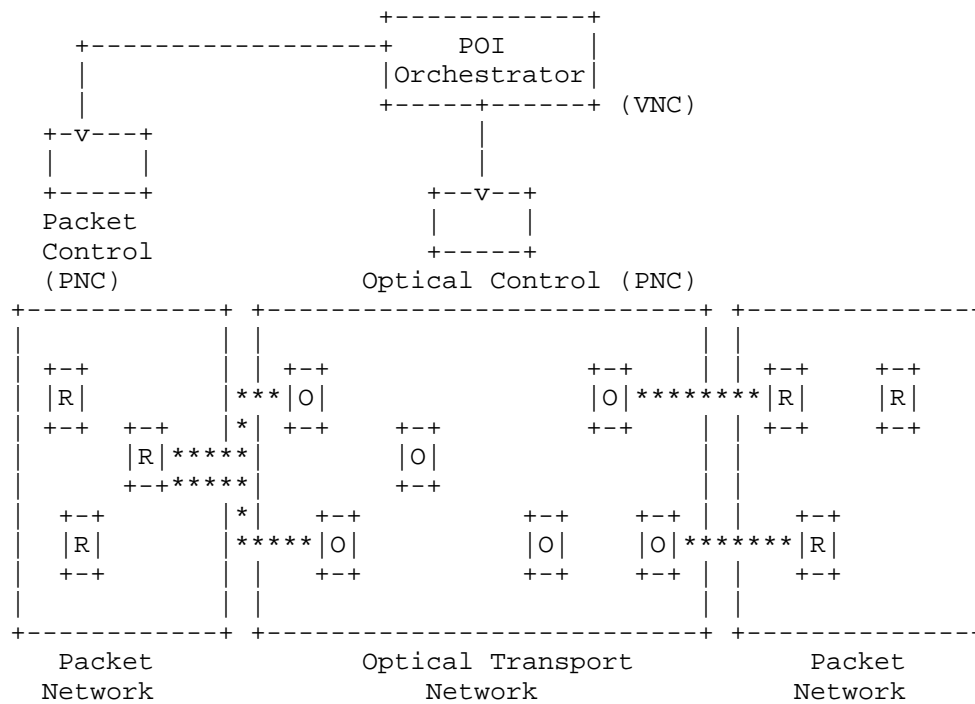 POI
Orchestrator
(VNC)
v
v
Packet
Control
(PNC)
Optical Control (PNC)
R O O R R
R O
R O O O R
Packet Optical Transport Packet
Network Network Network